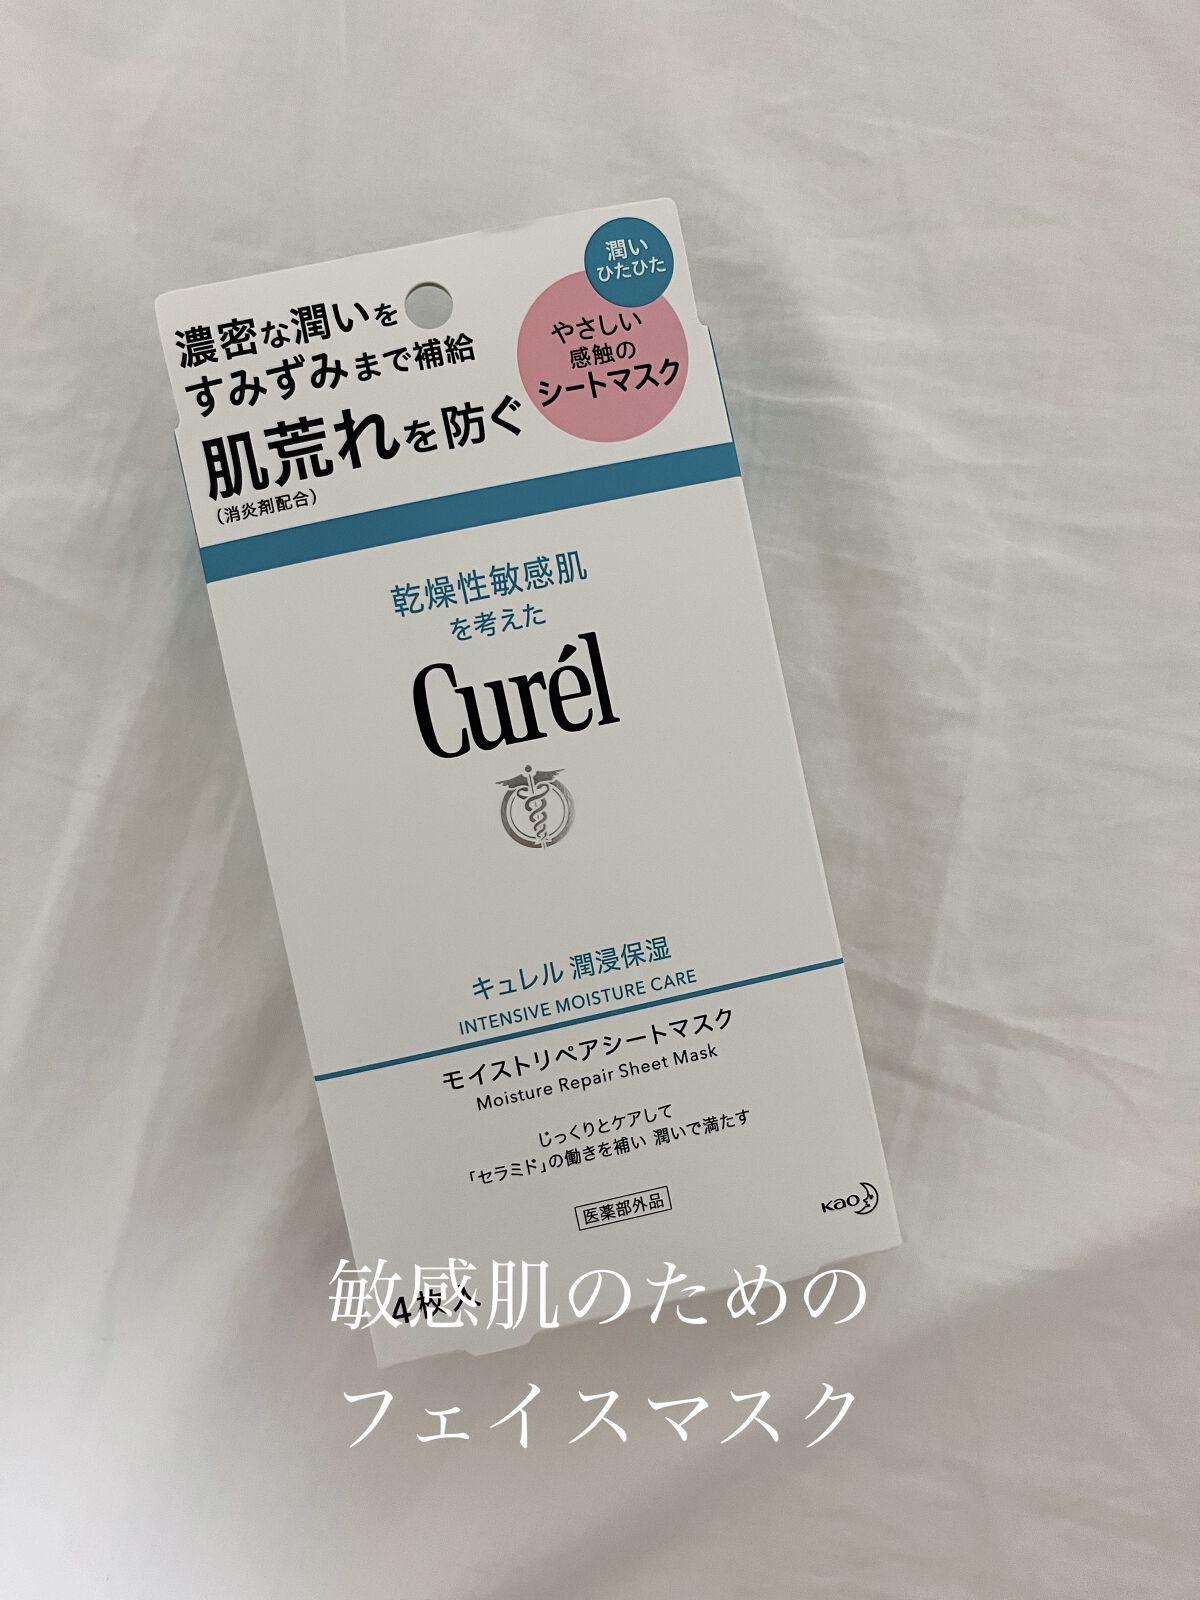 濃密な潤いを
すみずみまで補給
肌荒れを防ぐ
（消炎剤配合）
潤い
ひたひた
やさしい
感触の
シートマスク
乾燥性敏感肌
を考えた
Curél
キュレル 潤浸保湿
INTENSIVE MOISTURE CARE
モイストリペアシートマスク
Moisture Repair Sheet Mask
じっくりとケアして
「セラミド」の働きを補い 潤いで満たす
医薬部外品
Kao
4枚入
敏感肌のための
フェイスマスク